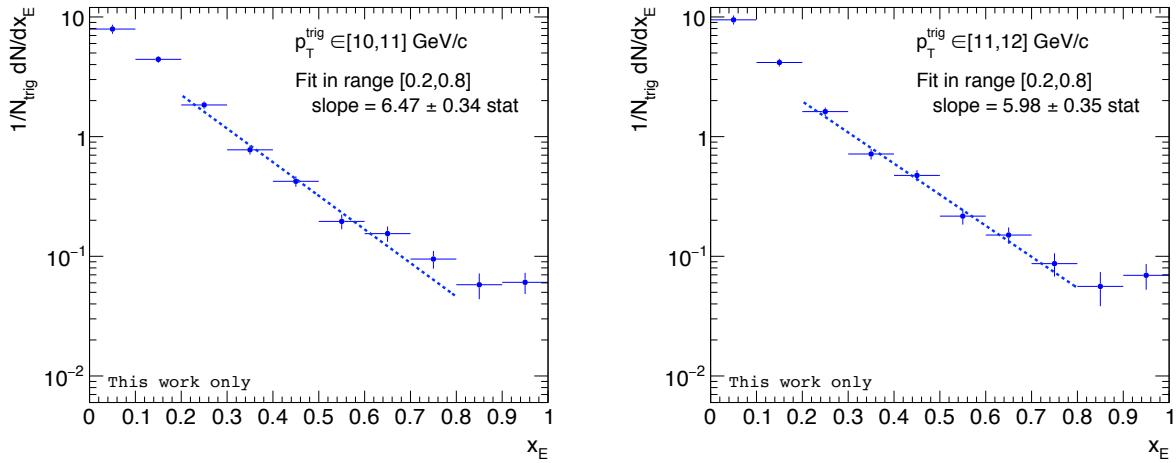 1/N_trig dN/dx_E
10
1
10⁻¹
10⁻²
p_T^trig ∈[10,11] GeV/c
Fit in range [0.2,0.8]
slope = 6.47 ± 0.34 stat
This work only
0 0.1 0.2 0.3 0.4 0.5 0.6 0.7 0.8 0.9 1
x_E
1/N_trig dN/dx_E
10
1
10⁻¹
10⁻²
p_T^trig ∈[11,12] GeV/c
Fit in range [0.2,0.8]
slope = 5.98 ± 0.35 stat
This work only
0 0.1 0.2 0.3 0.4 0.5 0.6 0.7 0.8 0.9 1
x_E